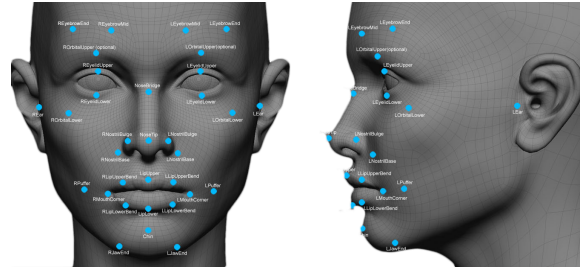 REyebrowEnd
REyebrowMid
LEyebrowMid
LEyebrowEnd
ROrbitalUpper (optional)
LOrbitalUpper(optional)
REyelidUpper
LEyelidUpper
NoseBridge
REyelidLower
LEyelidLower
REar
ROrbitalLower
LOrbitalLower
LEar
RNostrilBulge
NoseTip
LNostrilBulge
RNostrilBase
LNostrilBase
RLipUpperBend
LipUpper
LLipUpperBend
RPuffer
LPuffer
RMouthCorner
LMouthCorner
RLipLowerBend
LipLower
LLipLowerBend
Chin
RJawEnd
LJawEnd
LEyebrowMid
LEyebrowEnd
LOrbitalUpper(optional)
LEyelidUpper
LEyelidLower
LOrbitalLower
LEar
LNostrilBulge
LNostrilBase
LLipUpperBend
LPuffer
LMouthCorner
LLipLowerBend
LJawEnd